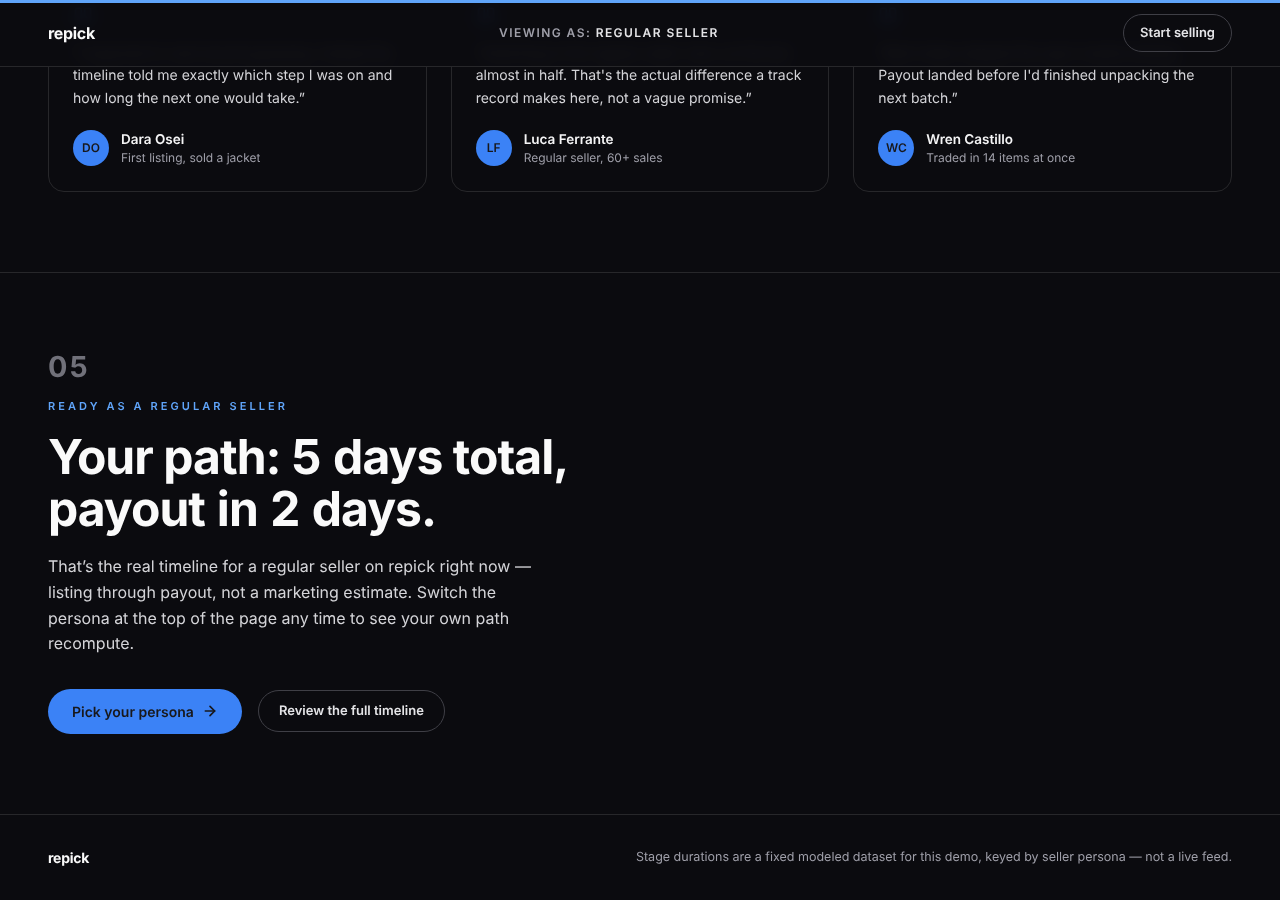 repick
VIEWING AS: REGULAR SELLER
Start selling
timeline told me exactly which step I was on and
how long the next one would take.”
DO
Dara Osei
First listing, sold a jacket
almost in half. That's the actual difference a track
record makes here, not a vague promise.”
LF
Luca Ferrante
Regular seller, 60+ sales
Payout landed before I'd finished unpacking the
next batch.”
WC
Wren Castillo
Traded in 14 items at once
05
READY AS A REGULAR SELLER
Your path: 5 days total,
payout in 2 days.
That’s the real timeline for a regular seller on repick right now —
listing through payout, not a marketing estimate. Switch the
persona at the top of the page any time to see your own path
recompute.
Pick your persona →
Review the full timeline
repick
Stage durations are a fixed modeled dataset for this demo, keyed by seller persona — not a live feed.